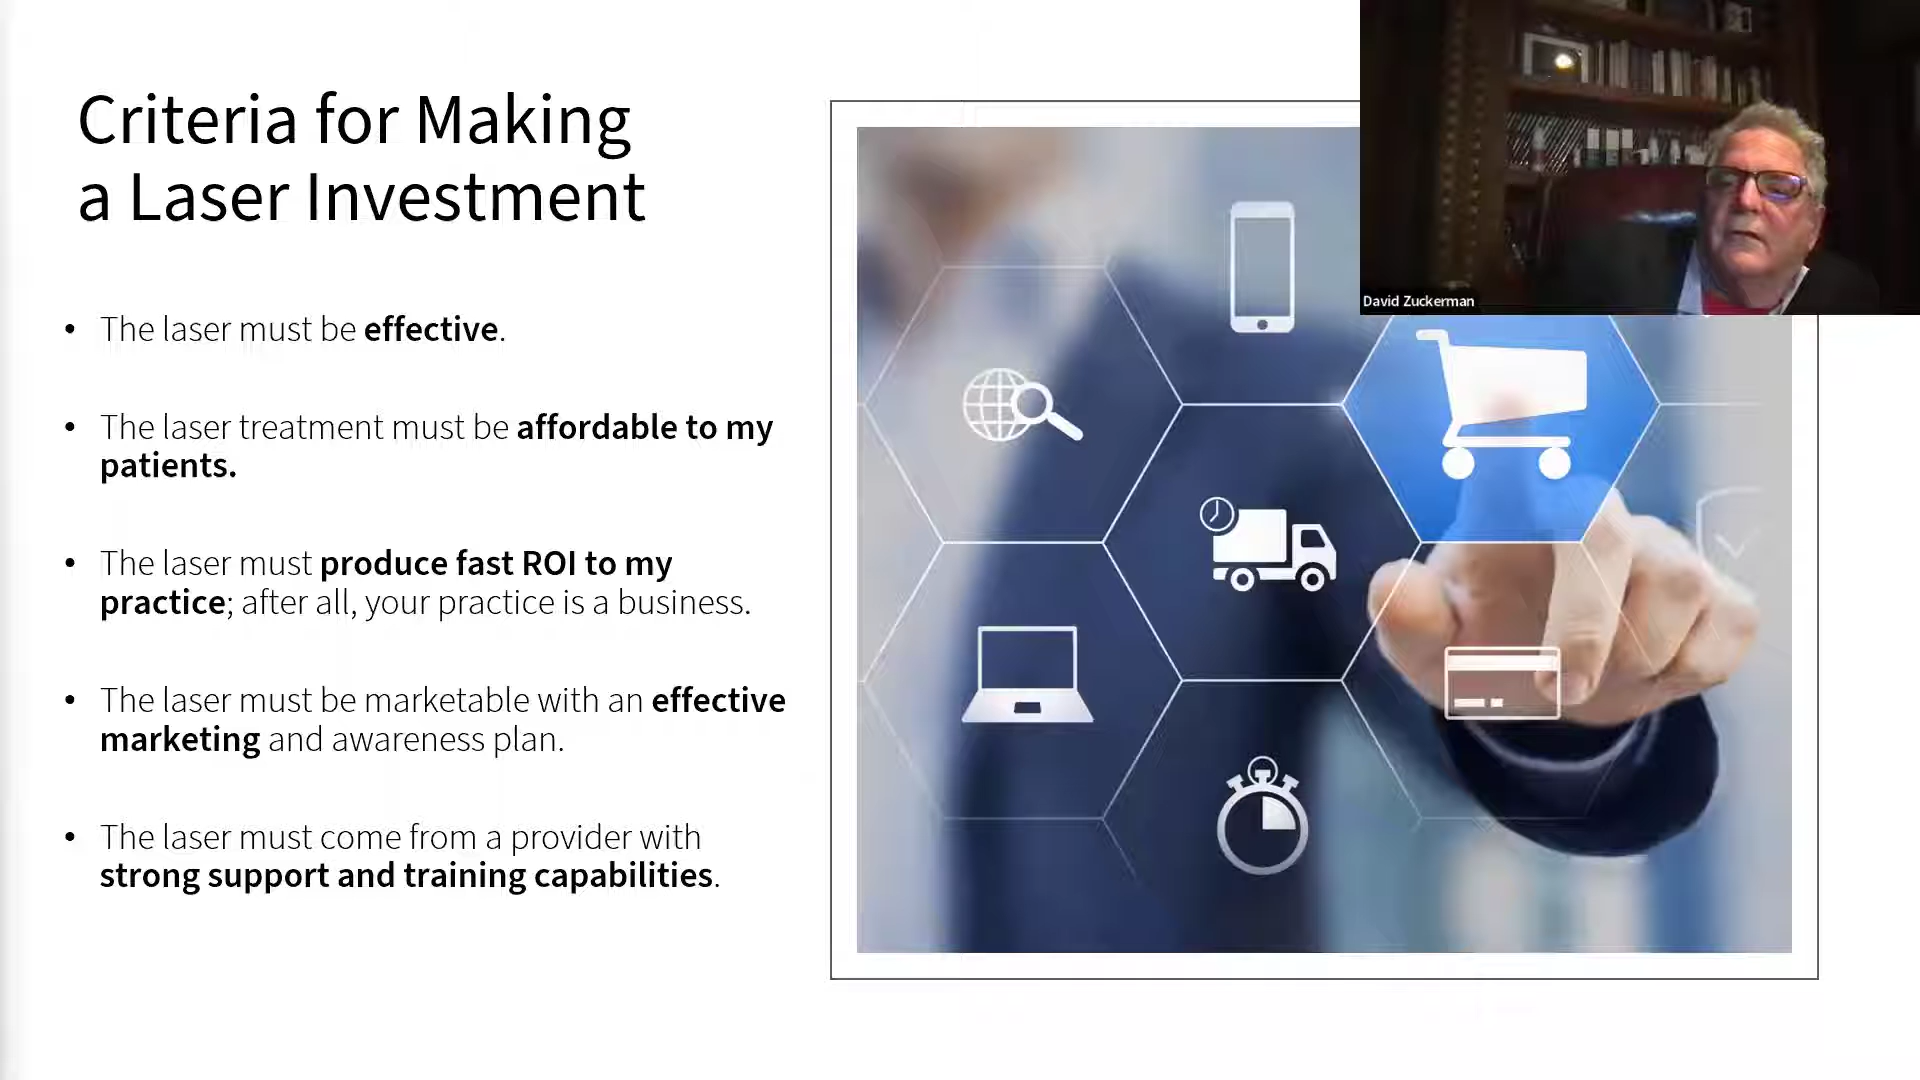 Criteria for Making
a Laser Investment
• The laser must be effective.
• The laser treatment must be affordable to my
patients.
• The laser must produce fast ROI to my
practice; after all, your practice is a business.
• The laser must be marketable with an effective
marketing and awareness plan.
• The laser must come from a provider with
strong support and training capabilities.
David Zuckerman